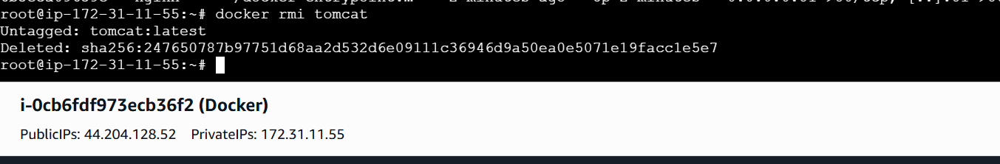 root@ip-172-31-11-55:~# docker rmi tomcat
Untagged: tomcat:latest
Deleted: sha256:247650787b97751d68aa2d532d6e09111c36946d9a50ea0e5071e19facc1e5e7
root@ip-172-31-11-55:~#
i-0cb6fdf973ecb36f2 (Docker)
PublicIPs: 44.204.128.52 PrivateIPs: 172.31.11.55